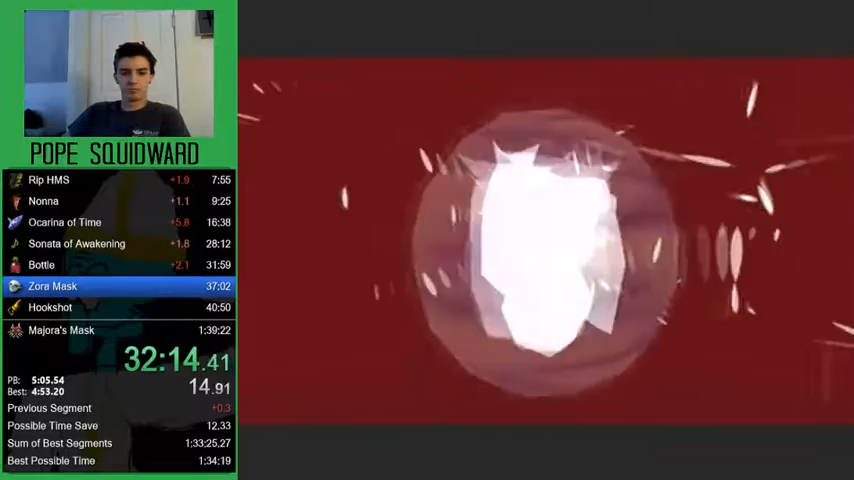 POPE SQUIDWARD
Rip HMS +1.9 7:55
Nonna +1.1 9:25
Ocarina of Time +5.8 16:38
Sonata of Awakening +1.8 28:12
Bottle +2.1 31:59
Zora Mask 37:02
Hookshot 40:50
Majora's Mask 1:39:22
32:14.41
PB: 5:05.54
Best: 4:53.20
14.91
Previous Segment +0.3
Possible Time Save 12.33
Sum of Best Segments 1:33:25.27
Best Possible Time 1:34:19